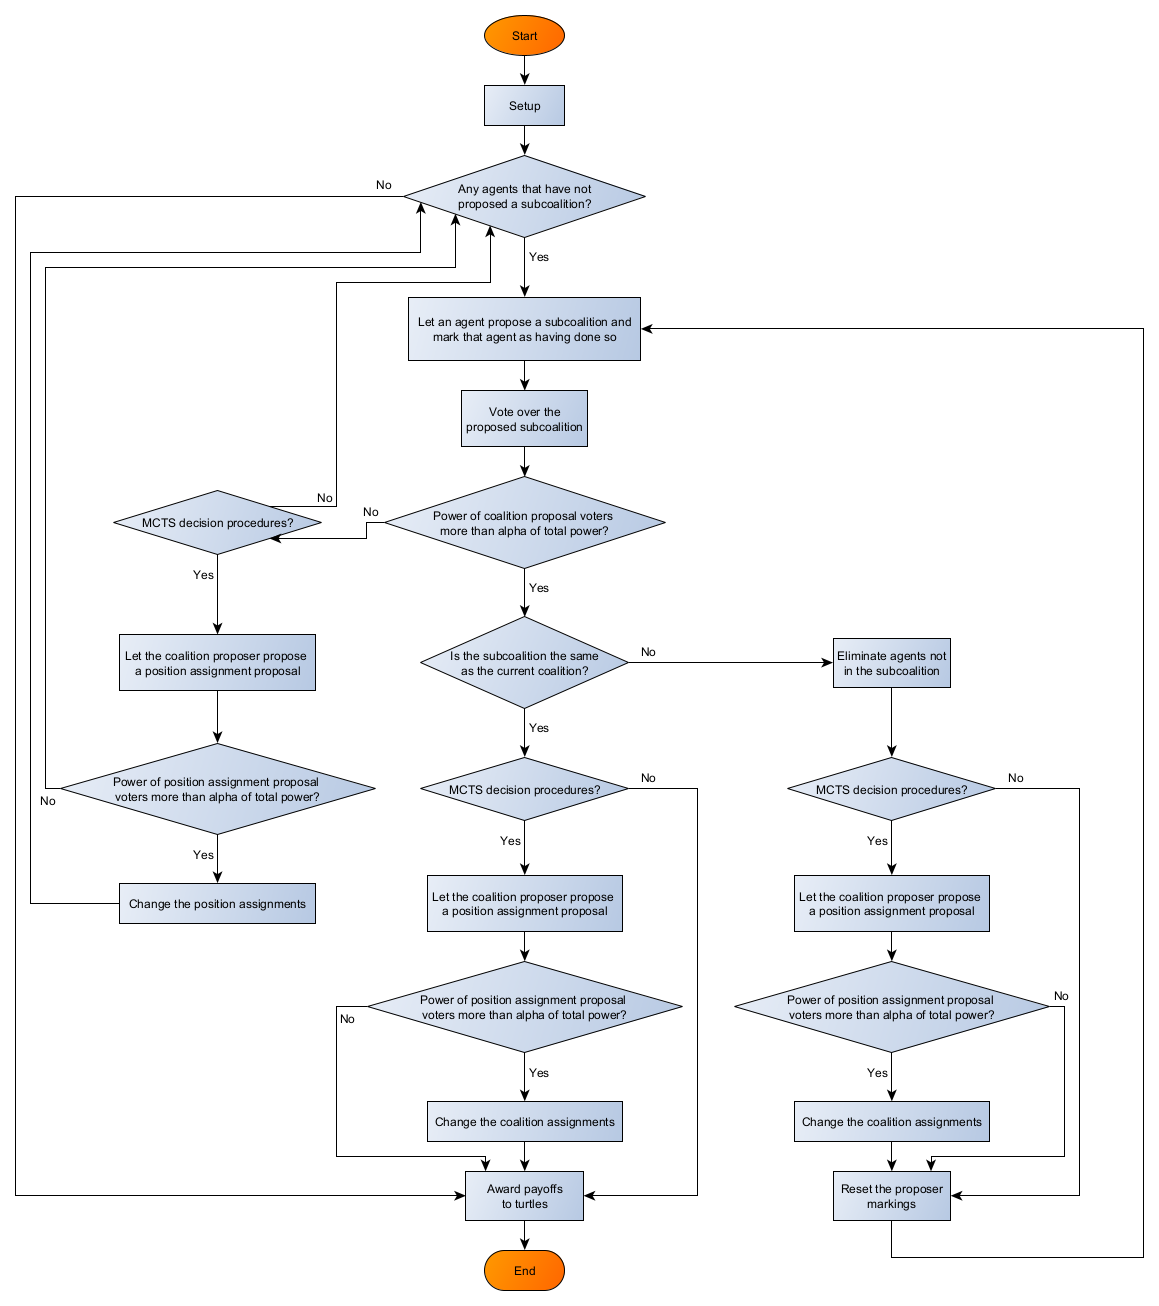 Start
Setup
No
Any agents that have not
proposed a subcoalition?
Yes
Let an agent propose a subcoalition and
mark that agent as having done so
Vote over the
proposed subcoalition
No
MCTS decision procedures?
No
Power of coalition proposal voters
more than alpha of total power?
Yes
Yes
Let the coalition proposer propose
a position assignment proposal
Is the subcoalition the same
as the current coalition?
No
Eliminate agents not
in the subcoalition
Yes
Power of position assignment proposal
voters more than alpha of total power?
No
MCTS decision procedures?
No
MCTS decision procedures?
No
Yes
Yes
Yes
Change the position assignments
Let the coalition proposer propose
a position assignment proposal
Let the coalition proposer propose
a position assignment proposal
Power of position assignment proposal
voters more than alpha of total power?
No
Power of position assignment proposal
voters more than alpha of total power?
No
Yes
Yes
Change the coalition assignments
Change the coalition assignments
Award payoffs
to turtles
Reset the proposer
markings
End